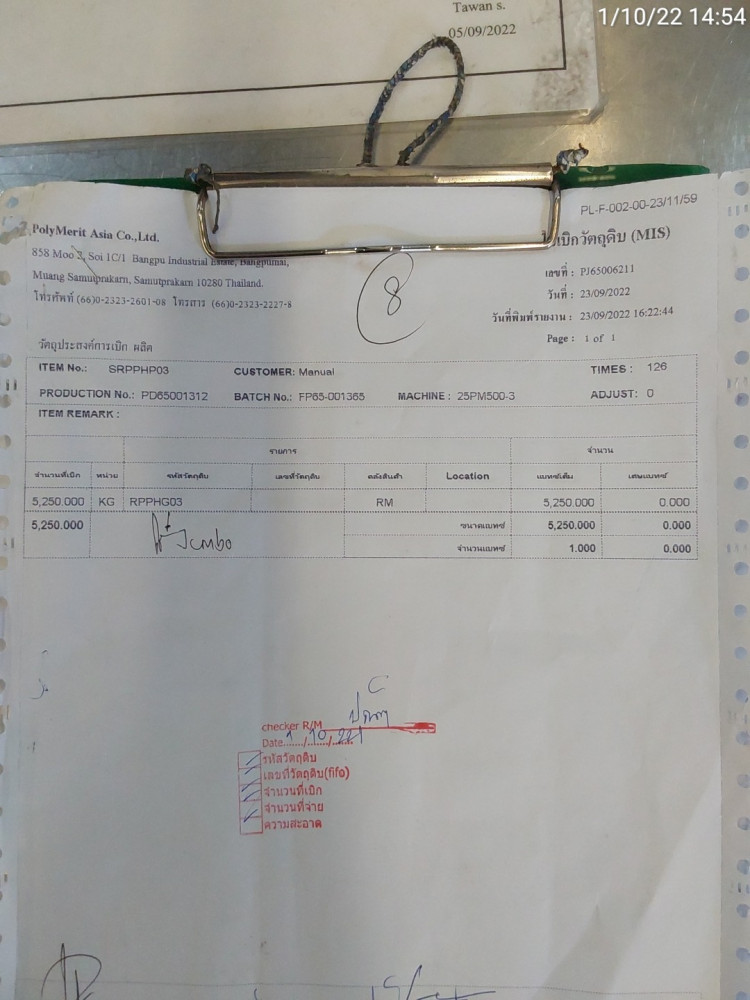 Tawan s.
05/09/2022
1/10/22 14:54
PL-F-002-00-23/11/59
PolyMerit Asia Co.,Ltd.
858 Moo 2, Soi 1C/1 Bangpu Industrial Estate, Bangpumai,
Muang Samutprakarn, Samutprakarn 10280 Thailand.
โทรศัพท์ (66)0-2323-2601-08 โทรสาร (66)0-2323-2227-8
ใบเบิกวัตถุดิบ (MIS)
เลขที่ : PJ65006211
วันที่ : 23/09/2022
วันที่พิมพ์รายงาน : 23/09/2022 16:22:44
Page : 1 of 1
8
วัตถุประสงค์การเบิก ผลิต
ITEM No.: SRPPHP03 CUSTOMER: Manual TIMES : 126
PRODUCTION No.: PD65001312 BATCH No.: FP65-001365 MACHINE : 25PM500-3 ADJUST: 0
ITEM REMARK :
รายการ จำนวน
จำนวนที่เบิก หน่วย รหัสวัตถุดิบ เลขที่วัตถุดิบ คลังสินค้า Location แบทช์เต็ม เศษแบทช์
5,250.000 KG RPPHG03 RM 5,250.000 0.000
5,250.000 ขนาดแบทช์ 5,250.000 0.000
Jumbo
จำนวนแบทช์ 1.000 0.000
checker R/M
Date 1/10/22
รหัสวัตถุดิบ
เลขที่วัตถุดิบ(fifo)
จำนวนที่เบิก
จำนวนที่จ่าย
ความสะอาด